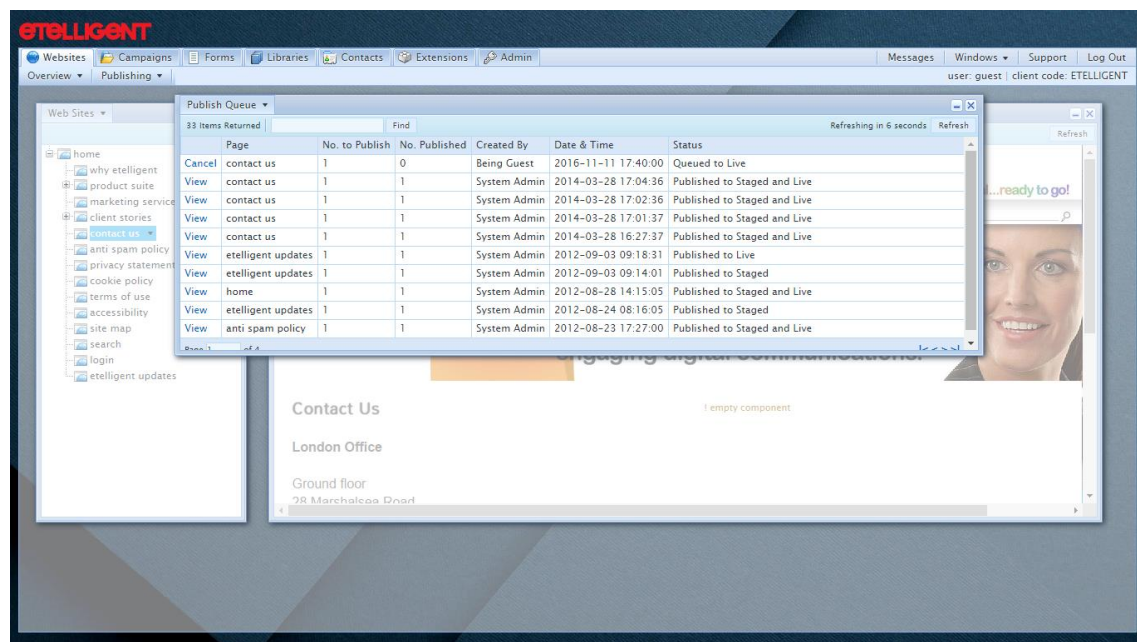 eTelligent
Websites Campaigns Forms Libraries Contacts Extensions Admin Messages Windows Support Log Out
Overview Publishing user: guest | client code: ETELLIGENT
Web Sites
Publish Queue
33 Items Returned Find Refreshing in 6 seconds Refresh
Refresh
Page No. to Publish No. Published Created By Date & Time Status
Cancel contact us 1 0 Being Guest 2016-11-11 17:40:00 Queued to Live
View contact us 1 1 System Admin 2014-03-28 17:04:36 Published to Staged and Live
View contact us 1 1 System Admin 2014-03-28 17:02:36 Published to Staged and Live
View contact us 1 1 System Admin 2014-03-28 17:01:37 Published to Staged and Live
View contact us 1 1 System Admin 2014-03-28 16:27:37 Published to Staged and Live
View etelligent updates 1 1 System Admin 2012-09-03 09:18:31 Published to Live
View etelligent updates 1 1 System Admin 2012-09-03 09:14:01 Published to Staged
View home 1 1 System Admin 2012-08-28 14:15:05 Published to Staged and Live
View etelligent updates 1 1 System Admin 2012-08-24 08:16:05 Published to Staged
View anti spam policy 1 1 System Admin 2012-08-23 17:27:00 Published to Staged and Live
Page 1 of 4 |< < > >|
home
why etelligent
product suite
marketing service
client stories
contact us
anti spam policy
privacy statement
cookie policy
terms of use
accessibility
site map
search
login
etelligent updates
...ready to go!
engaging digital communications.
Contact Us
! empty component
London Office
Ground floor
28 Marshalsea Road